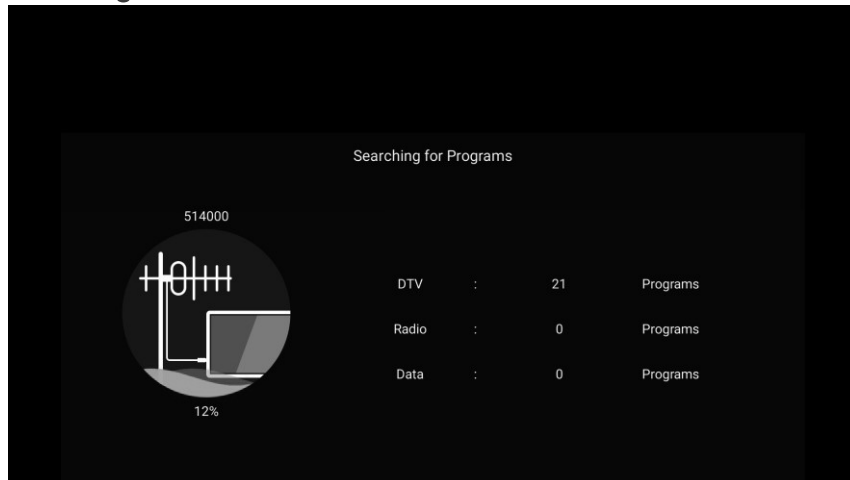 Searching for Programs
514000
DTV : 21 Programs
Radio : 0 Programs
Data : 0 Programs
12%